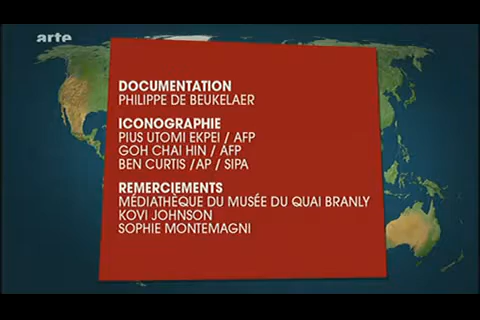 arte
DOCUMENTATION
PHILIPPE DE BEUKELAER
ICONOGRAPHIE
PIUS UTOMI EKPEI / AFP
GOH CHAI HIN / AFP
BEN CURTIS /AP / SIPA
REMERCIEMENTS
MÉDIATHÈQUE DU MUSÉE DU QUAI BRANLY
KOVI JOHNSON
SOPHIE MONTEMAGNI